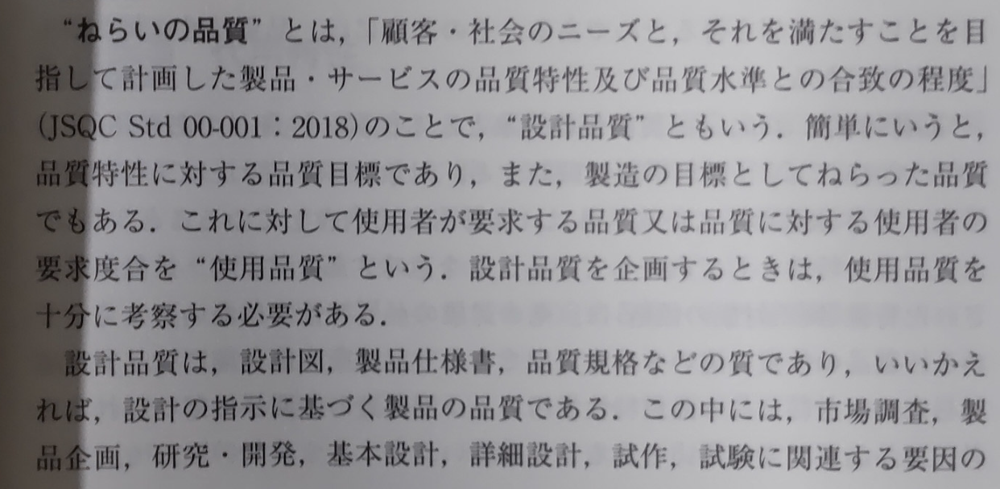 “ねらいの品質”とは，「顧客・社会のニーズと，それを満たすことを目
指して計画した製品・サービスの品質特性及び品質水準との合致の程度」
(JSQC Std 00-001：2018)のことで，“設計品質”ともいう．簡単にいうと，
品質特性に対する品質目標であり，また，製造の目標としてねらった品質
でもある．これに対して使用者が要求する品質又は品質に対する使用者の
要求度合を“使用品質”という．設計品質を企画するときは，使用品質を
十分に考察する必要がある．
設計品質は，設計図，製品仕様書，品質規格などの質であり，いいかえ
れば，設計の指示に基づく製品の品質である．この中には，市場調査，製
品企画，研究・開発，基本設計，詳細設計，試作，試験に関連する要因の